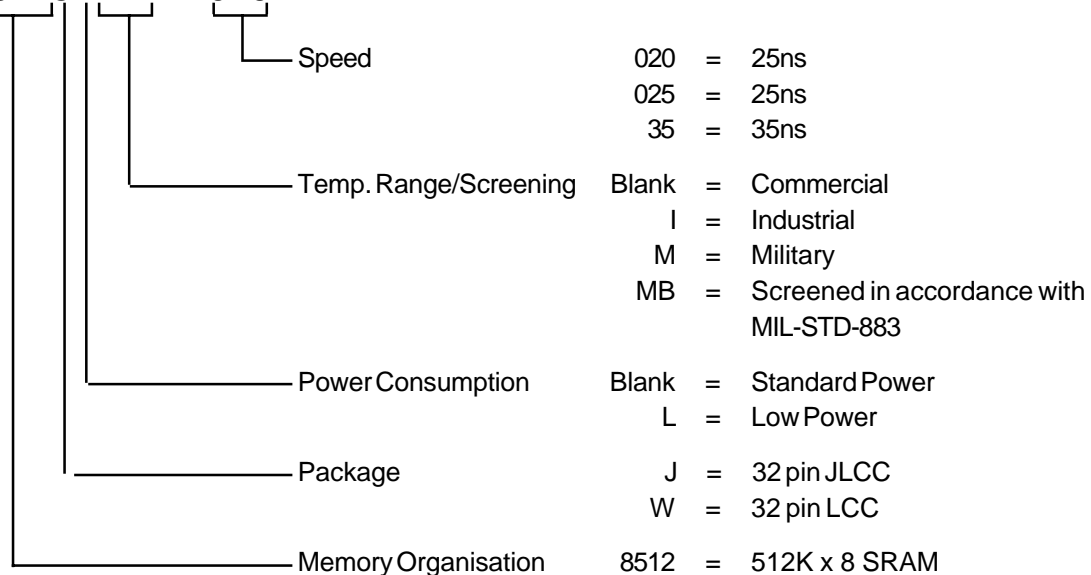 Speed 020 = 25ns
025 = 25ns
35 = 35ns
Temp. Range/Screening Blank = Commercial
I = Industrial
M = Military
MB = Screened in accordance with
MIL-STD-883
Power Consumption Blank = Standard Power
L = Low Power
Package J = 32 pin JLCC
W = 32 pin LCC
Memory Organisation 8512 = 512K x 8 SRAM